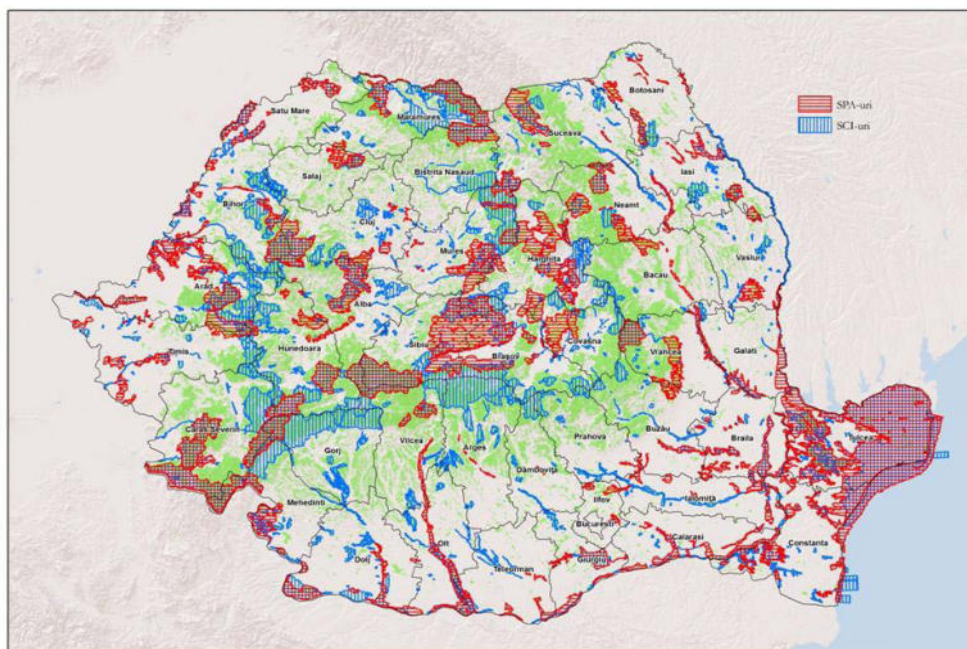 Botosani
SPA-uri
Satu Mare
SCI-uri
Maramures
Suceava
Iasi
Salaj
Bistrita Nasaud
Bihor
Neamt
Cluj
Mures
Harghita
Vaslui
Bacau
Arad
Alba
Timis
Hunedoara
Sibiu
Brasov
Covasna
Vrancea
Galati
Caras Severin
Vilcea
Arges
Prahova
Buzau
Braila
Tulcea
Gorj
Dambovita
Mehedinti
Ilfov
Ialomita
Bucuresti
Constanta
Olt
Calarasi
Dolj
Teleorman
Giurgiu